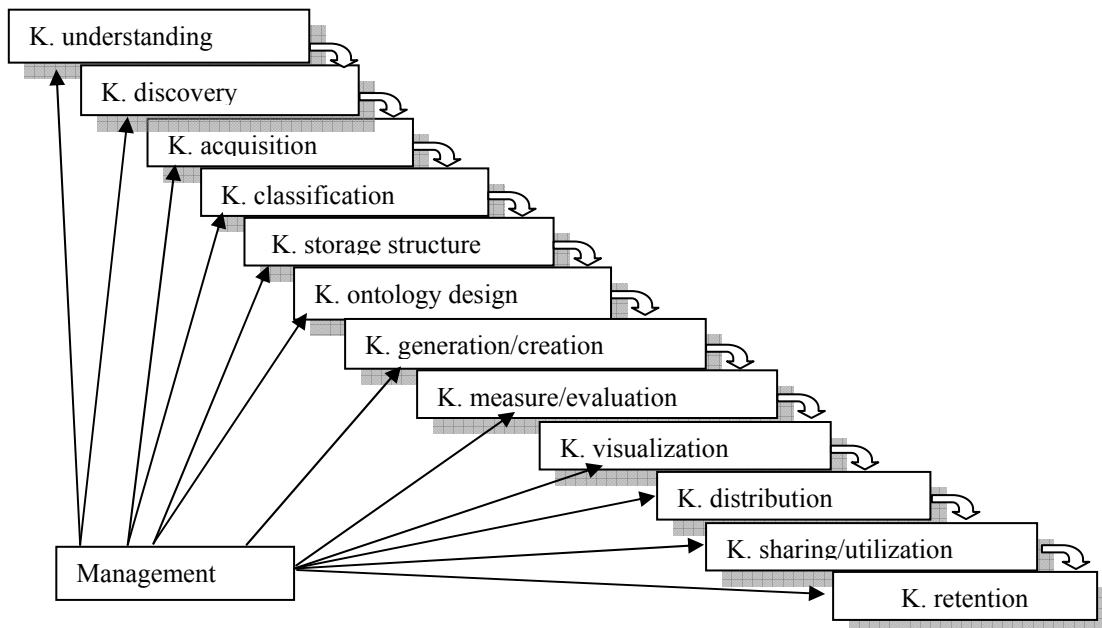 K. understanding
K. discovery
K. acquisition
K. classification
K. storage structure
K. ontology design
K. generation/creation
K. measure/evaluation
K. visualization
K. distribution
K. sharing/utilization
Management
K. retention